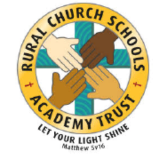 RURAL CHURCH SCHOOLS
ACADEMY TRUST
LET YOUR LIGHT SHINE
Matthew 5v16